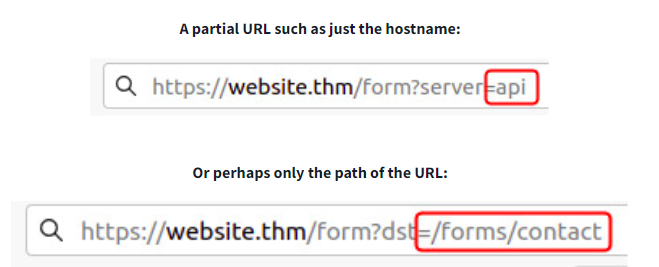 A partial URL such as just the hostname:
https://website.thm/form?server=api
Or perhaps only the path of the URL:
https://website.thm/form?dst=/forms/contact